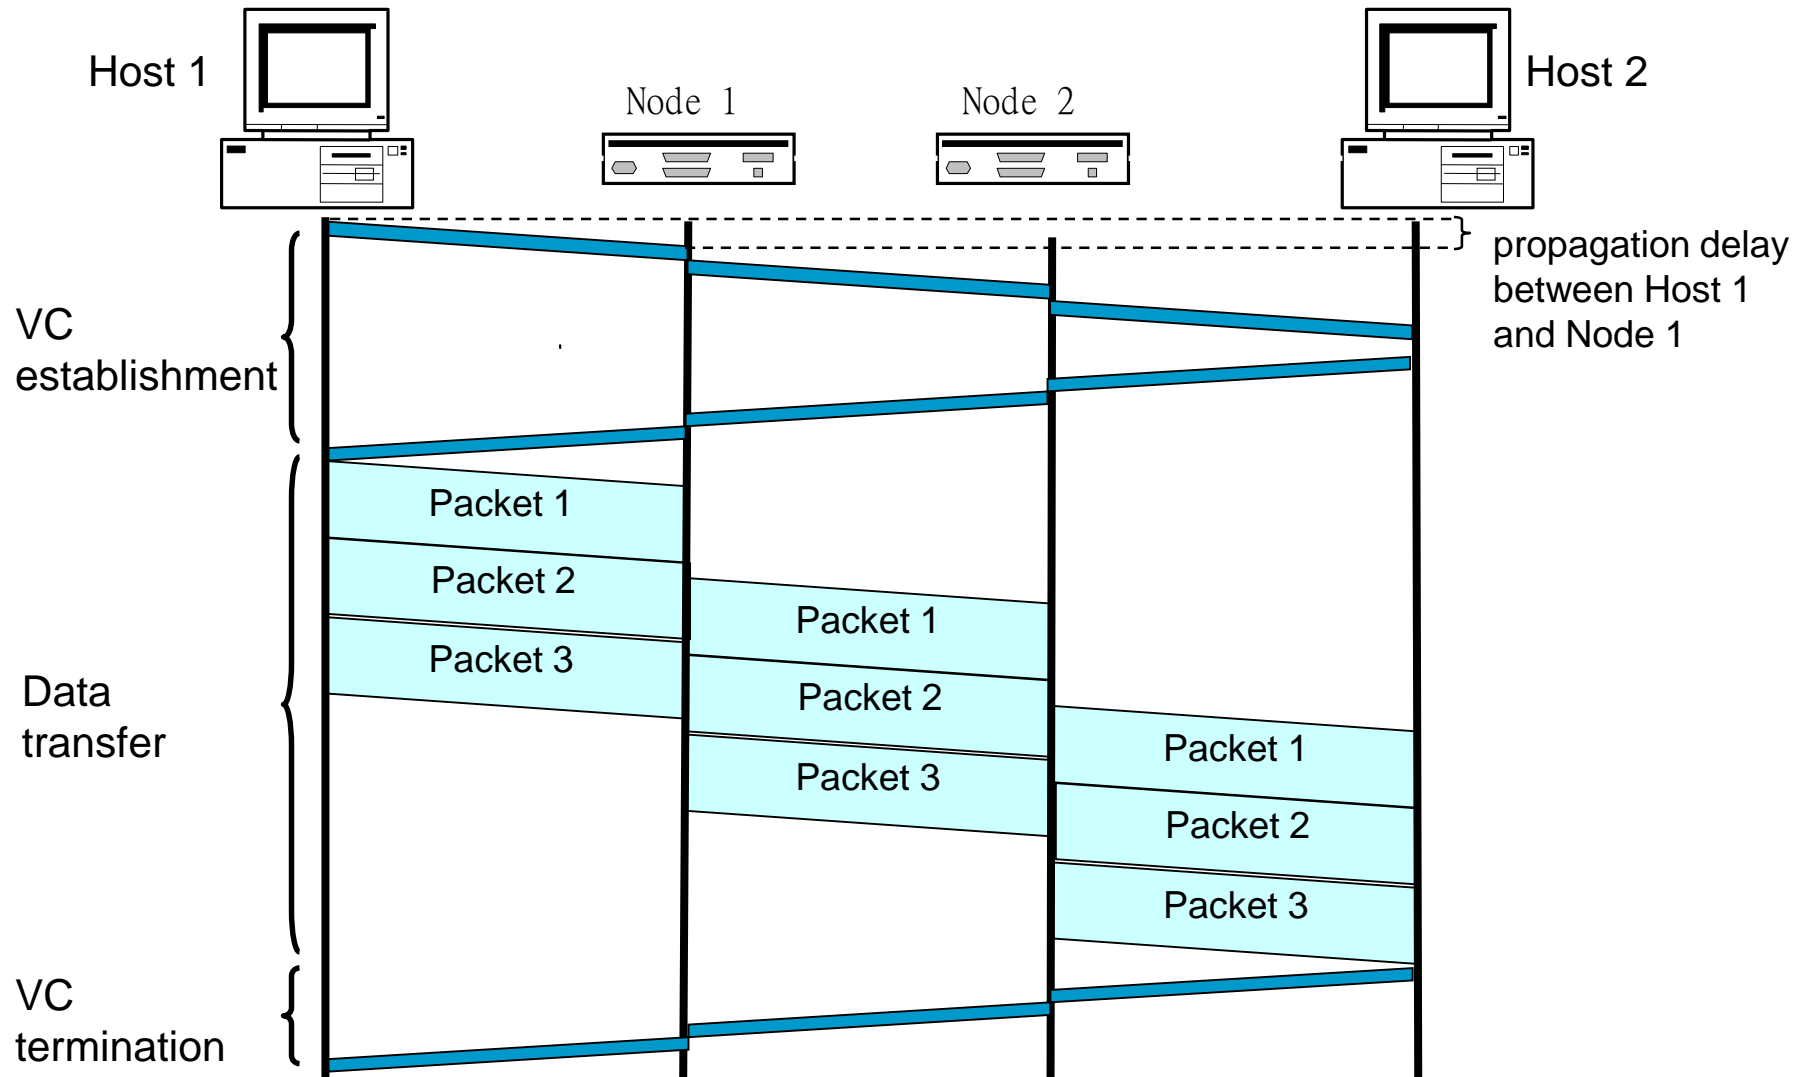 Host 1
Node 1
Node 2
Host 2
propagation delay
between Host 1
and Node 1
VC
establishment
Packet 1
Packet 2
Packet 3
Packet 1
Packet 2
Packet 3
Packet 1
Packet 2
Packet 3
Data
transfer
VC
termination